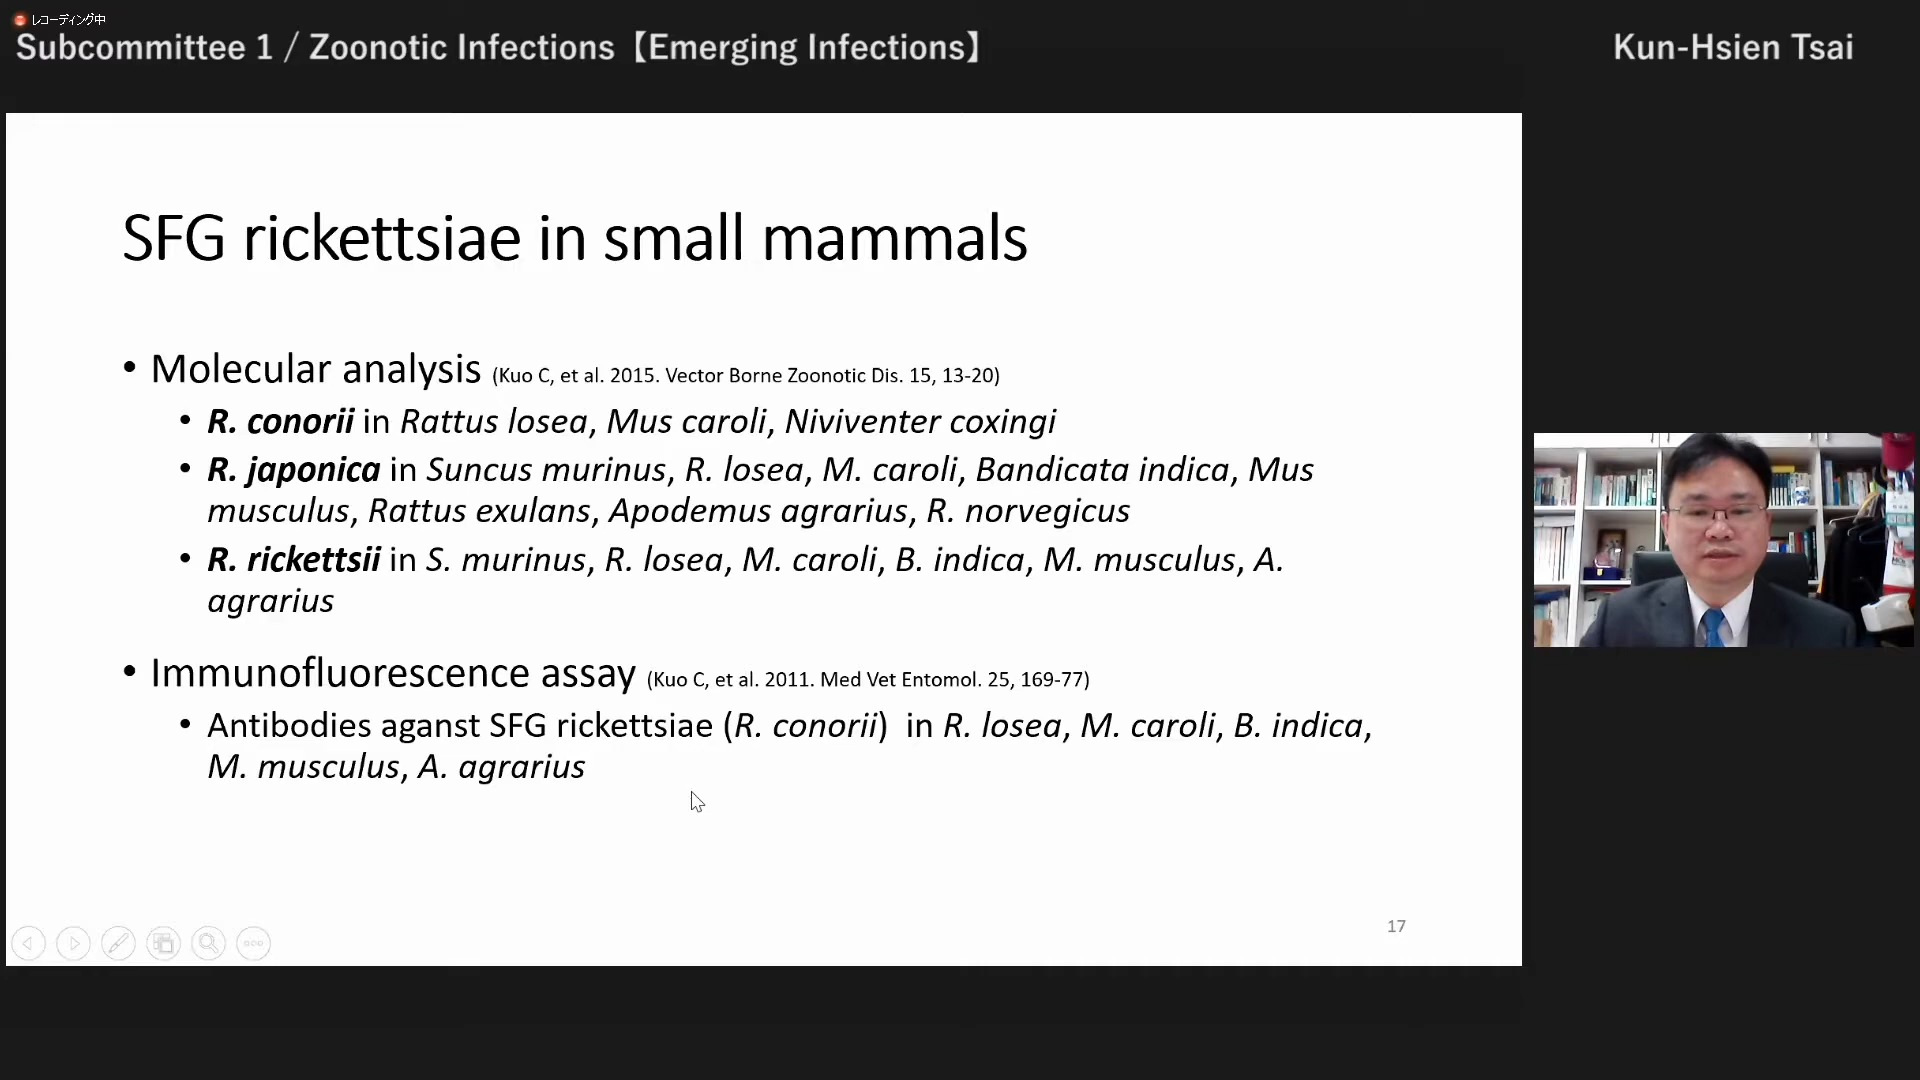 レコーディング中
Subcommittee 1 / Zoonotic Infections【Emerging Infections】
Kun-Hsien Tsai
SFG rickettsiae in small mammals
• Molecular analysis (Kuo C, et al. 2015. Vector Borne Zoonotic Dis. 15, 13-20)
• R. conorii in Rattus losea, Mus caroli, Niviventer coxingi
• R. japonica in Suncus murinus, R. losea, M. caroli, Bandicata indica, Mus
musculus, Rattus exulans, Apodemus agrarius, R. norvegicus
• R. rickettsii in S. murinus, R. losea, M. caroli, B. indica, M. musculus, A.
agrarius
• Immunofluorescence assay (Kuo C, et al. 2011. Med Vet Entomol. 25, 169-77)
• Antibodies aganst SFG rickettsiae (R. conorii) in R. losea, M. caroli, B. indica,
M. musculus, A. agrarius
17